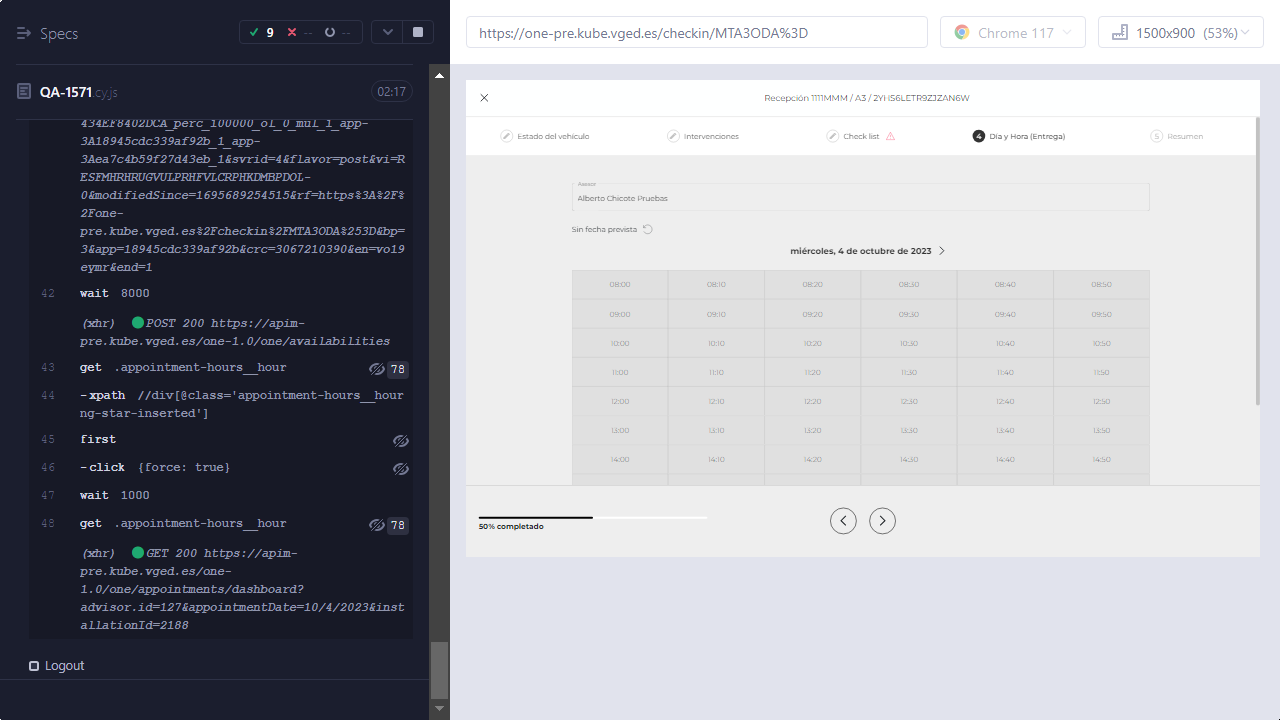 Specs
9
--
--
QA-1571.cy.js
02:17
434EF8402DCA_perc_100000_ol_0_mul_1_app-
3A18945cdc339af92b_1_app-
3Aea7c4b59f27d43eb_1&svrid=4&flavor=post&vi=R
ESFMHRHRUGVULPRHFVLCRPHKDMBPDOL-
0&modifiedSince=1695689254515&rf=https%3A%2F%
2Fone-
pre.kube.vged.es%2Fcheckin%2FMTA3ODA%253D&bp=
3&app=18945cdc339af92b&crc=3067210390&en=vo19
eymr&end=1
42 wait 8000
(xhr) POST 200 https://apim-
pre.kube.vged.es/one-1.0/one/availabilities
43 get .appointment-hours__hour 78
44 -xpath //div[@class='appointment-hours__hour
ng-star-inserted']
45 first
46 -click {force: true}
47 wait 1000
48 get .appointment-hours__hour 78
(xhr) GET 200 https://apim-
pre.kube.vged.es/one-
1.0/one/appointments/dashboard?
advisor.id=127&appointmentDate=10/4/2023&inst
allationId=2188
Logout
https://one-pre.kube.vged.es/checkin/MTA3ODA%3D
Chrome 117
1500x900 (53%)
Recepción 1111MMM / A3 / 2YHS6LETR9ZJZAN6W
Estado del vehículo
Intervenciones
Check list
4 Día y Hora (Entrega)
5 Resumen
Asesor
Alberto Chicote Pruebas
Sin fecha prevista
miércoles, 4 de octubre de 2023
08:00 08:10 08:20 08:30 08:40 08:50
09:00 09:10 09:20 09:30 09:40 09:50
10:00 10:10 10:20 10:30 10:40 10:50
11:00 11:10 11:20 11:30 11:40 11:50
12:00 12:10 12:20 12:30 12:40 12:50
13:00 13:10 13:20 13:30 13:40 13:50
14:00 14:10 14:20 14:30 14:40 14:50
50% completado